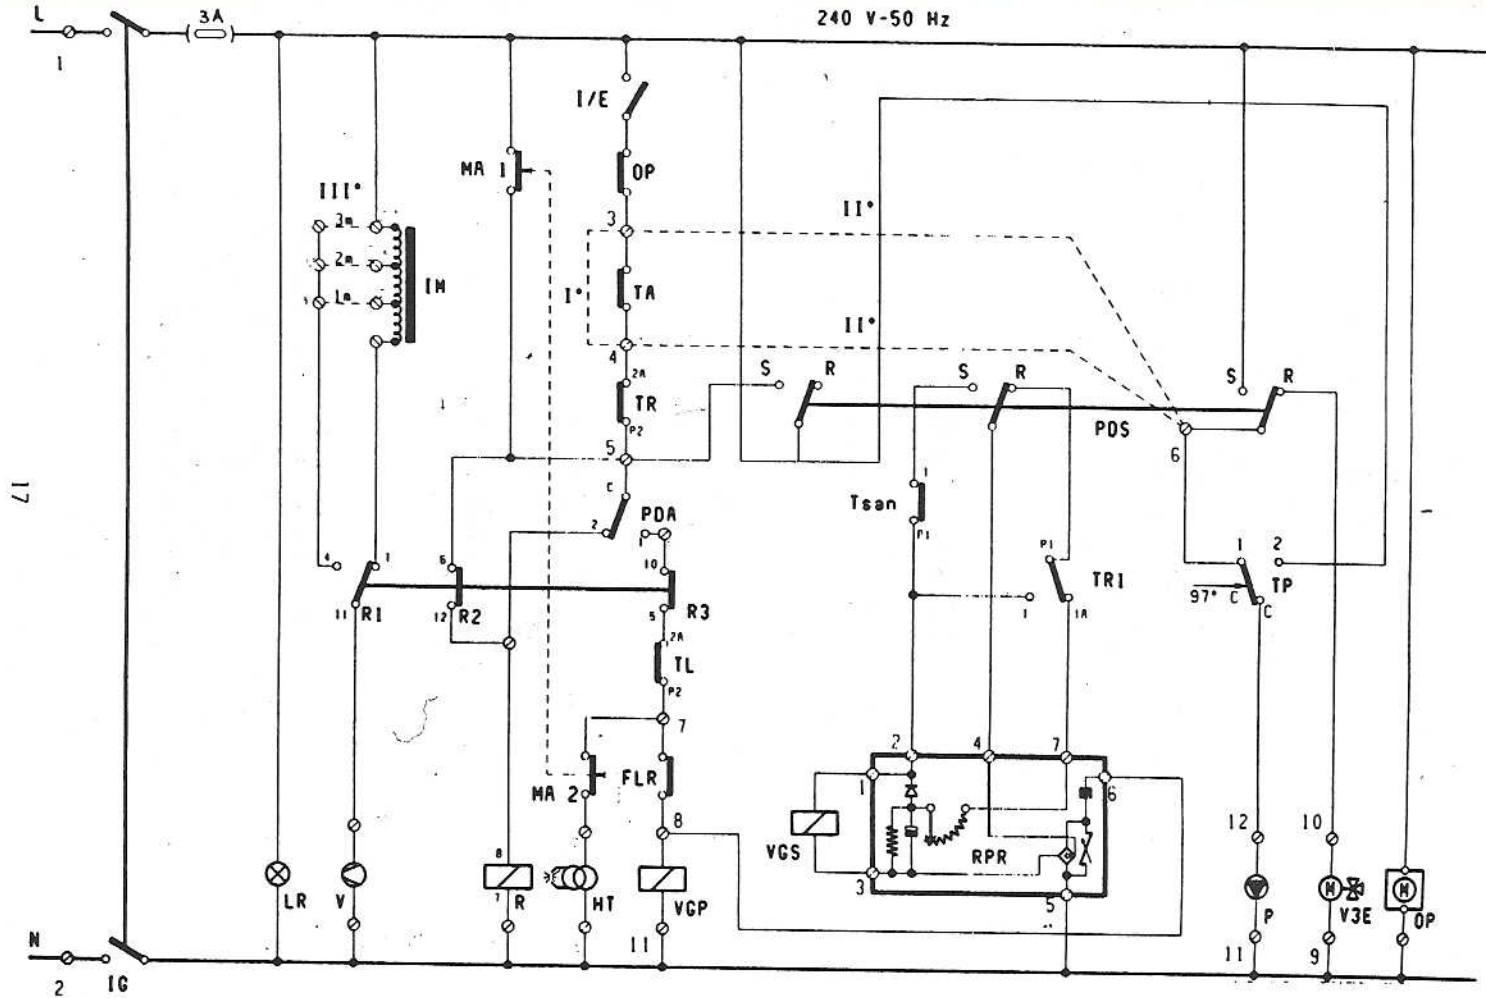 L
3A
240 V-50 Hz
1
I/E
MA 1
OP
III°
3m
2m
1m
IM
3
II°
I°
TA
II°
4
2A
TR
P2
S
R
S
R
S
R
PDS
5
6
17
C
2
PDA
1
Tsan
1
P1
4
1
6
10
P1
1
2
11
R1
12
R2
5
R3
TR1
1
1A
97° C
TP
C
2A
TL
P2
7
2
4
7
MA 2
FLR
1
6
8
12
10
VGS
RPR
3
LR
V
8
7
R
HT
VGP
5
P
M
V3E
M
OP
N
11
11
9
2
IG